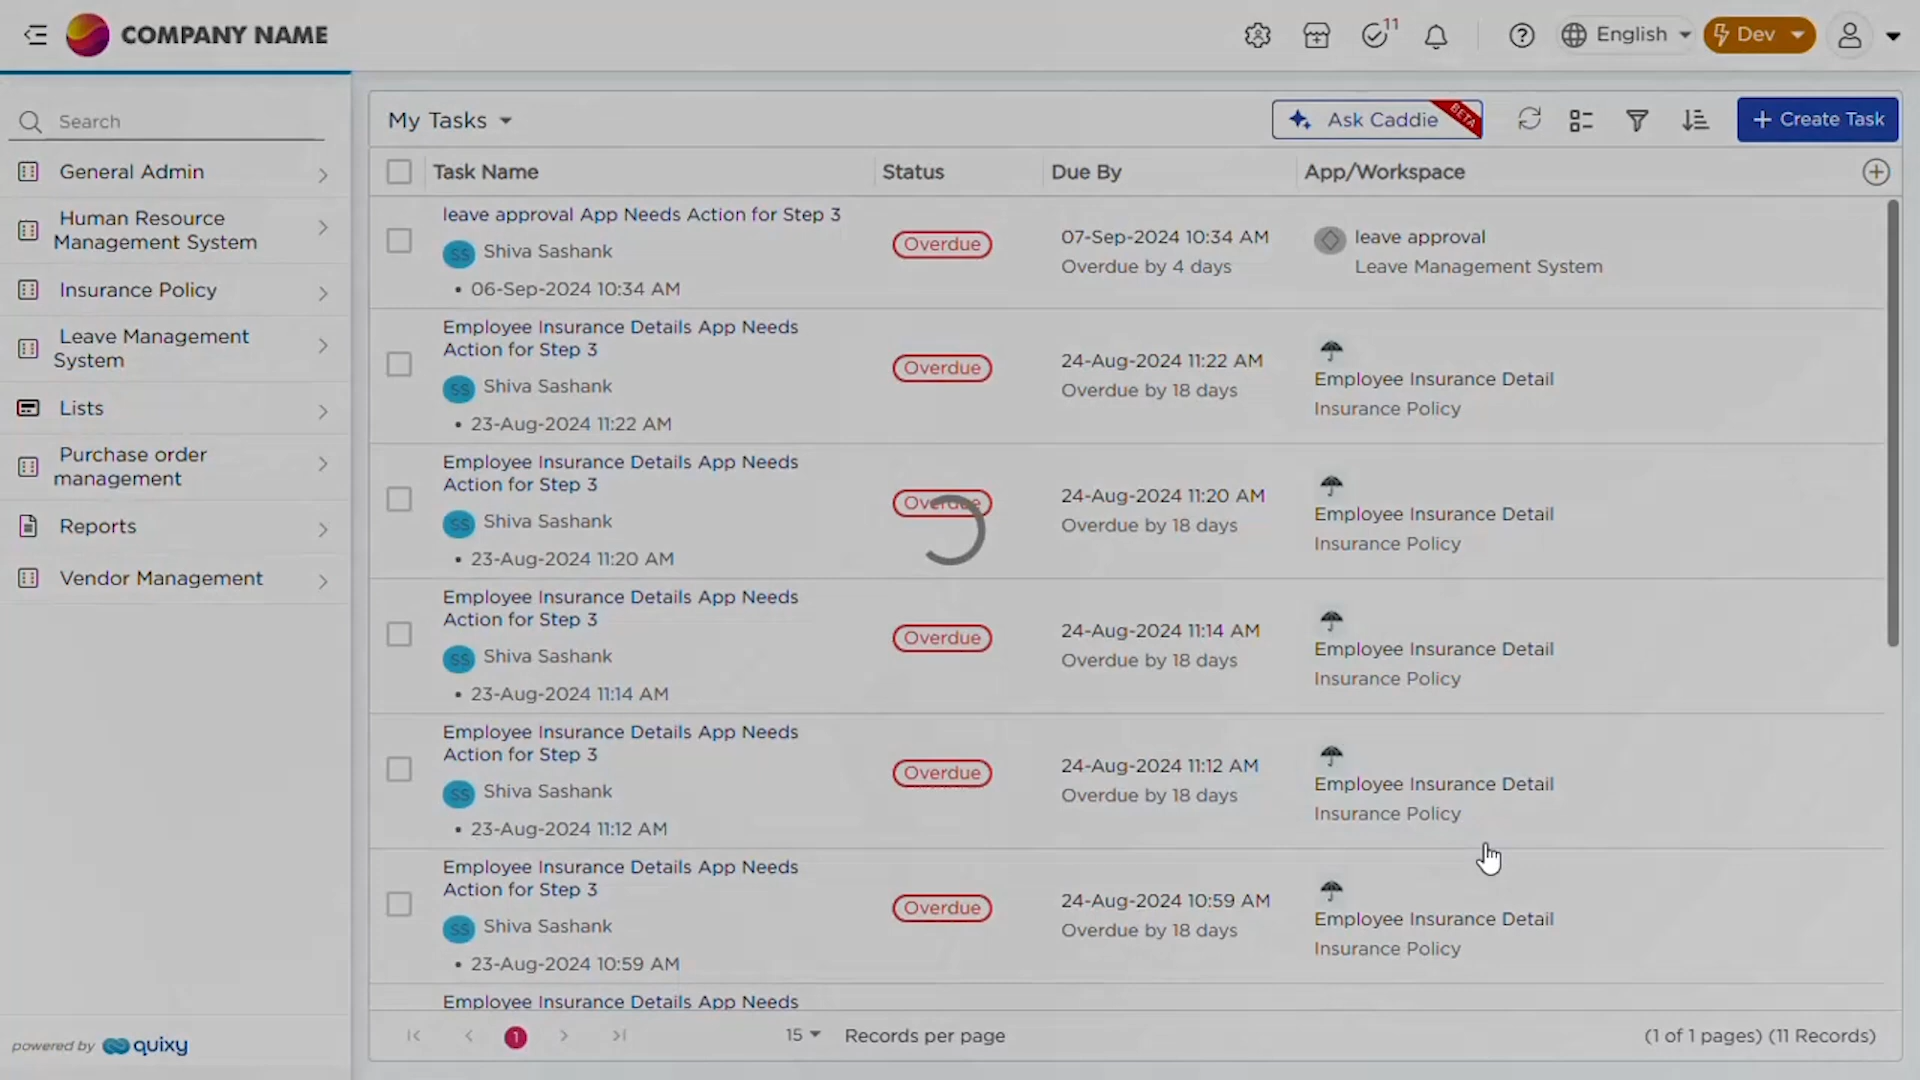 COMPANY NAME
11
English
Dev
Search
General Admin
Human Resource
Management System
Insurance Policy
Leave Management
System
Lists
Purchase order
management
Reports
Vendor Management
powered by quixy
My Tasks
Ask Caddie
BETA
+ Create Task
Task Name
Status
Due By
App/Workspace
leave approval App Needs Action for Step 3
SS Shiva Sashank
• 06-Sep-2024 10:34 AM
Overdue
07-Sep-2024 10:34 AM
Overdue by 4 days
leave approval
Leave Management System
Employee Insurance Details App Needs
Action for Step 3
SS Shiva Sashank
• 23-Aug-2024 11:22 AM
Overdue
24-Aug-2024 11:22 AM
Overdue by 18 days
Employee Insurance Detail
Insurance Policy
Employee Insurance Details App Needs
Action for Step 3
SS Shiva Sashank
• 23-Aug-2024 11:20 AM
Overdue
24-Aug-2024 11:20 AM
Overdue by 18 days
Employee Insurance Detail
Insurance Policy
Employee Insurance Details App Needs
Action for Step 3
SS Shiva Sashank
• 23-Aug-2024 11:14 AM
Overdue
24-Aug-2024 11:14 AM
Overdue by 18 days
Employee Insurance Detail
Insurance Policy
Employee Insurance Details App Needs
Action for Step 3
SS Shiva Sashank
• 23-Aug-2024 11:12 AM
Overdue
24-Aug-2024 11:12 AM
Overdue by 18 days
Employee Insurance Detail
Insurance Policy
Employee Insurance Details App Needs
Action for Step 3
SS Shiva Sashank
• 23-Aug-2024 10:59 AM
Overdue
24-Aug-2024 10:59 AM
Overdue by 18 days
Employee Insurance Detail
Insurance Policy
Employee Insurance Details App Needs
1
15
Records per page
(1 of 1 pages) (11 Records)